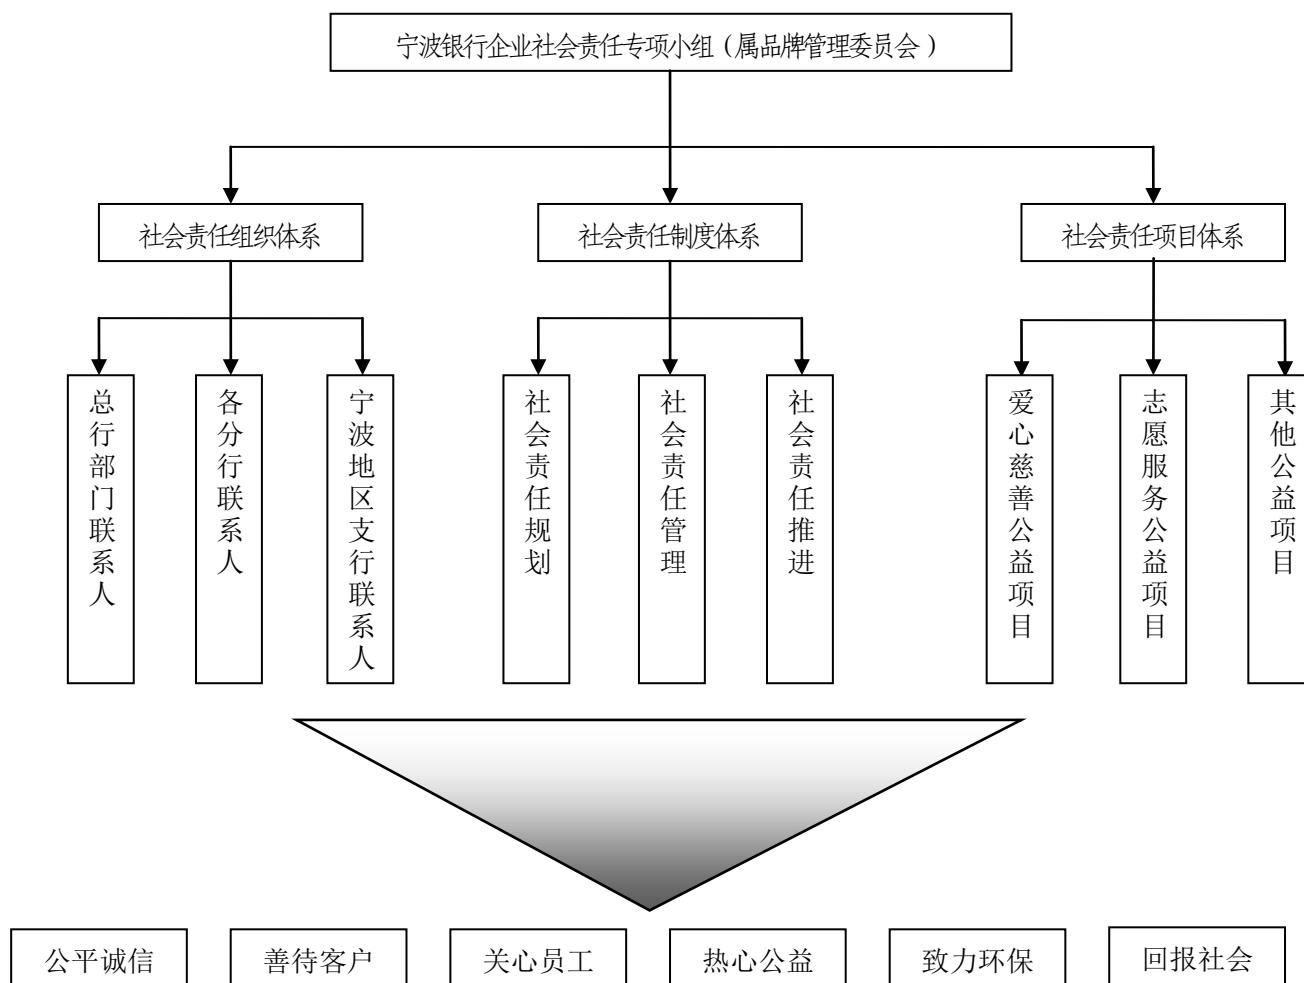 宁波银行企业社会责任专项小组（属品牌管理委员会）
社会责任组织体系
社会责任制度体系
社会责任项目体系
总行部门联系人
各分行联系人
宁波地区支行联系人
社会责任规划
社会责任管理
社会责任推进
爱心慈善公益项目
志愿服务公益项目
其他公益项目
公平诚信
善待客户
关心员工
热心公益
致力环保
回报社会